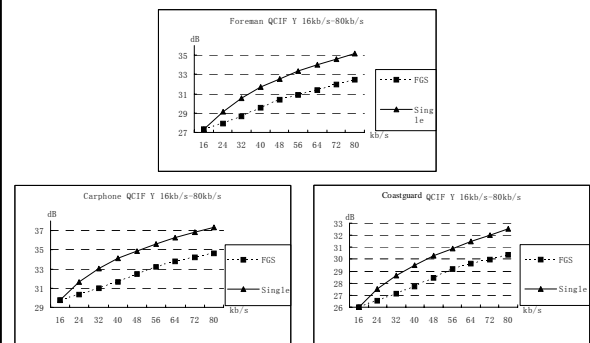 Foreman QCIF Y 16kb/s~80kb/s
dB
35
33
31
29
27
16 24 32 40 48 56 64 72 80
kb/s
FGS
Sing
le
Carphone QCIF Y 16kb/s~80kb/s
dB
37
35
33
31
29
16 24 32 40 48 56 64 72 80
kb/s
FGS
Single
Coastguard QCIF Y 16kb/s~80kb/s
dB
33
32
31
30
29
28
27
26
16 24 32 40 48 56 64 72 80
kb/s
FGS
Single